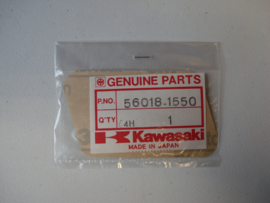 GENUINE PARTS
P.NO. 56018-1550
Q'TY 1
4H
Kawasaki
MADE IN JAPAN